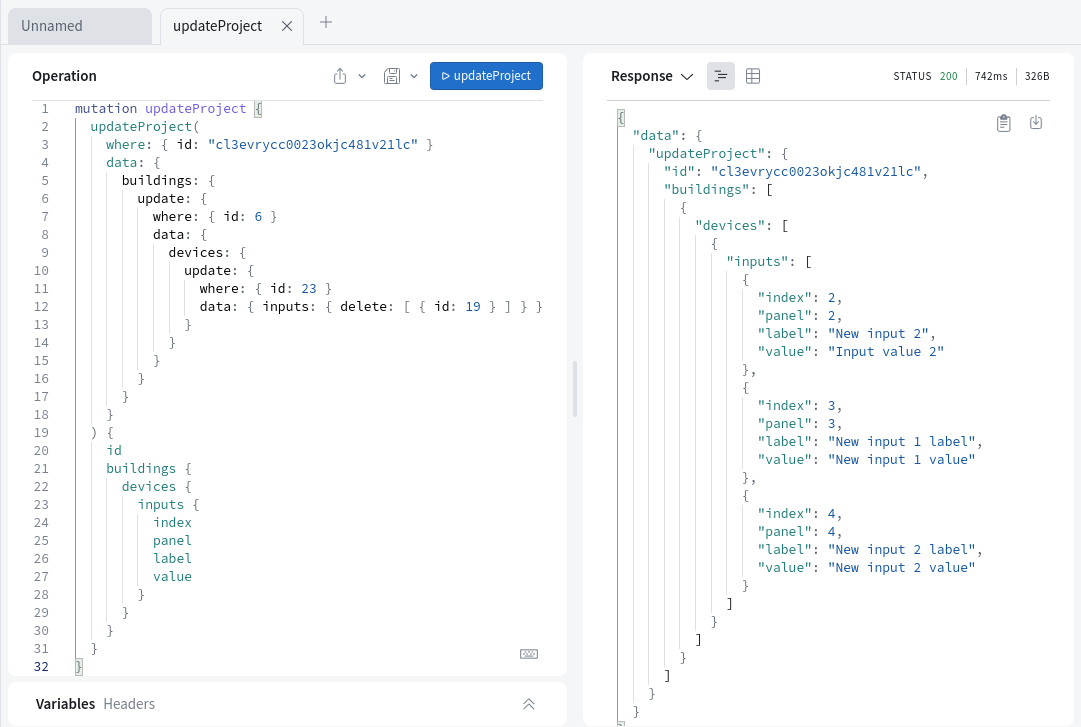 Unnamed
updateProject
Operation
updateProject
1 mutation updateProject {
2 updateProject(
3 where: { id: "cl3evrycc0023okjc481v21lc" }
4 data: {
5 buildings: {
6 update: {
7 where: { id: 6 }
8 data: {
9 devices: {
10 update: {
11 where: { id: 23 }
12 data: { inputs: { delete: [ { id: 19 } ] } }
13 }
14 }
15 }
16 }
17 }
18 }
19 ) {
20 id
21 buildings {
22 devices {
23 inputs {
24 index
25 panel
26 label
27 value
28 }
29 }
30 }
31 }
32 }
Variables Headers
Response
STATUS 200 742ms 326B
{
"data": {
"updateProject": {
"id": "cl3evrycc0023okjc481v21lc",
"buildings": [
{
"devices": [
{
"inputs": [
{
"index": 2,
"panel": 2,
"label": "New input 2",
"value": "Input value 2"
},
{
"index": 3,
"panel": 3,
"label": "New input 1 label",
"value": "New input 1 value"
},
{
"index": 4,
"panel": 4,
"label": "New input 2 label",
"value": "New input 2 value"
}
]
}
]
}
]
}
}
}